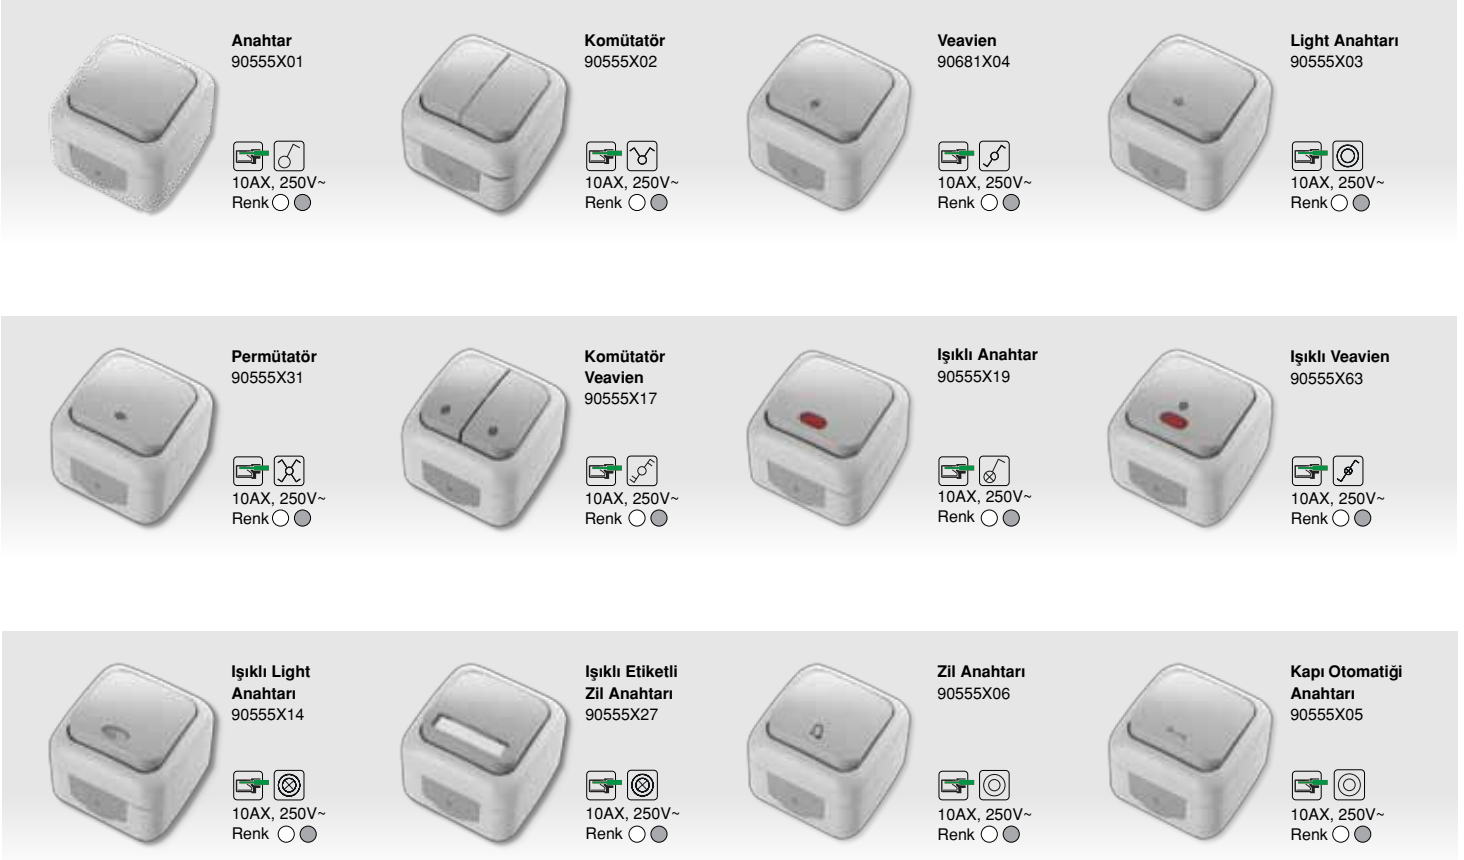 Anahtar
90555X01
10AX, 250V~
Renk
Komütatör
90555X02
10AX, 250V~
Renk
Veavien
90681X04
10AX, 250V~
Renk
Light Anahtarı
90555X03
10AX, 250V~
Renk
Permütatör
90555X31
10AX, 250V~
Renk
Komütatör
Veavien
90555X17
10AX, 250V~
Renk
Işıklı Anahtar
90555X19
10AX, 250V~
Renk
Işıklı Veavien
90555X63
10AX, 250V~
Renk
Işıklı Light
Anahtarı
90555X14
10AX, 250V~
Renk
Işıklı Etiketli
Zil Anahtarı
90555X27
10AX, 250V~
Renk
Zil Anahtarı
90555X06
10AX, 250V~
Renk
Kapı Otomatiği
Anahtarı
90555X05
10AX, 250V~
Renk